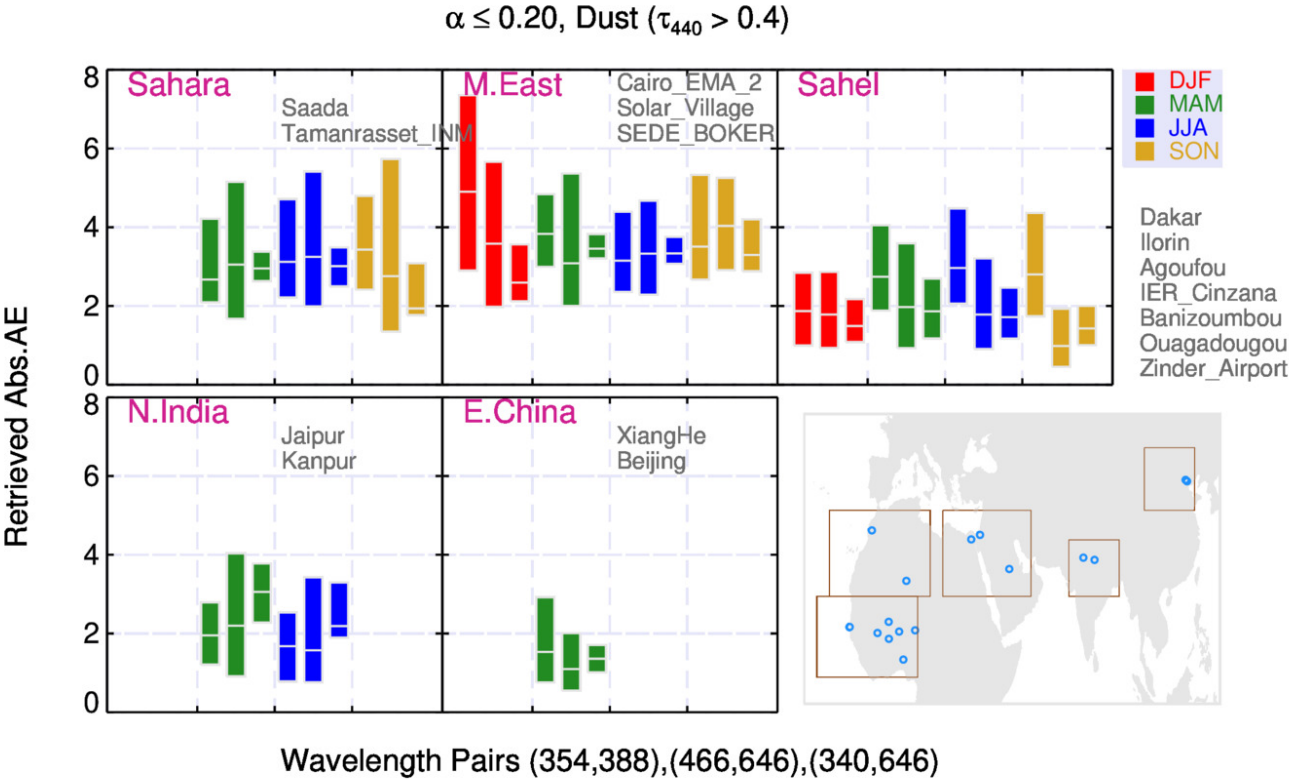 α ≤ 0.20, Dust (τ440 > 0.4)
Retrieved Abs.AE
8
6
4
2
0
Sahara
Saada
Tamanrasset_INM
M.East
Cairo_EMA_2
Solar_Village
SEDE_BOKER
Sahel
DJF
MAM
JJA
SON
Dakar
Ilorin
Agoufou
IER_Cinzana
Banizoumbou
Ouagadougou
Zinder_Airport
8
6
4
2
0
N.India
Jaipur
Kanpur
E.China
XiangHe
Beijing
Wavelength Pairs (354,388),(466,646),(340,646)